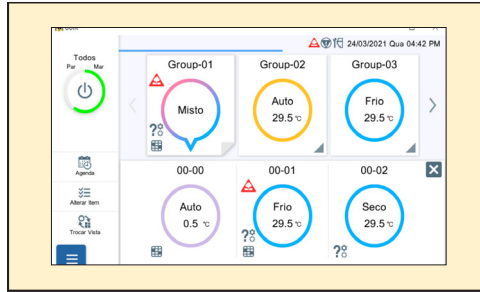 24/03/2021 Qua 04:42 PM
Todos
Par Mar
Group-01
Misto
Group-02
Auto
29.5 °C
Group-03
Frio
29.5 °C
Agenda
Alterar Item
Trocar Vista
00-00
Auto
0.5 °C
00-01
Frio
29.5 °C
00-02
Seco
29.5 °C